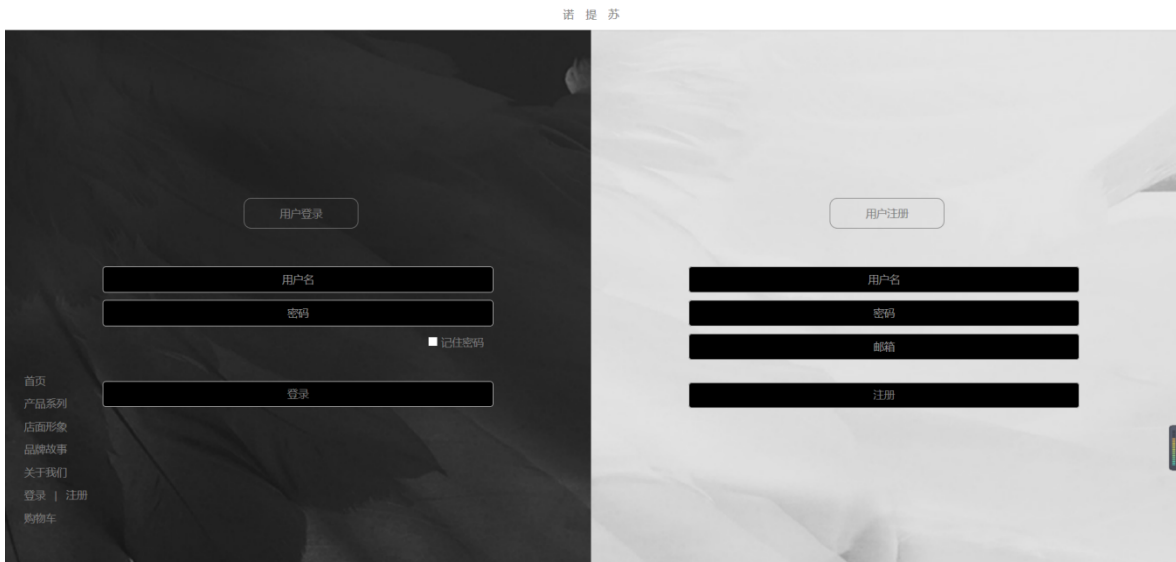 诺 提 苏
用户登录
用户名
密码
记住密码
登录
首页
产品系列
店面形象
品牌故事
关于我们
登录 | 注册
购物车
用户注册
用户名
密码
邮箱
注册